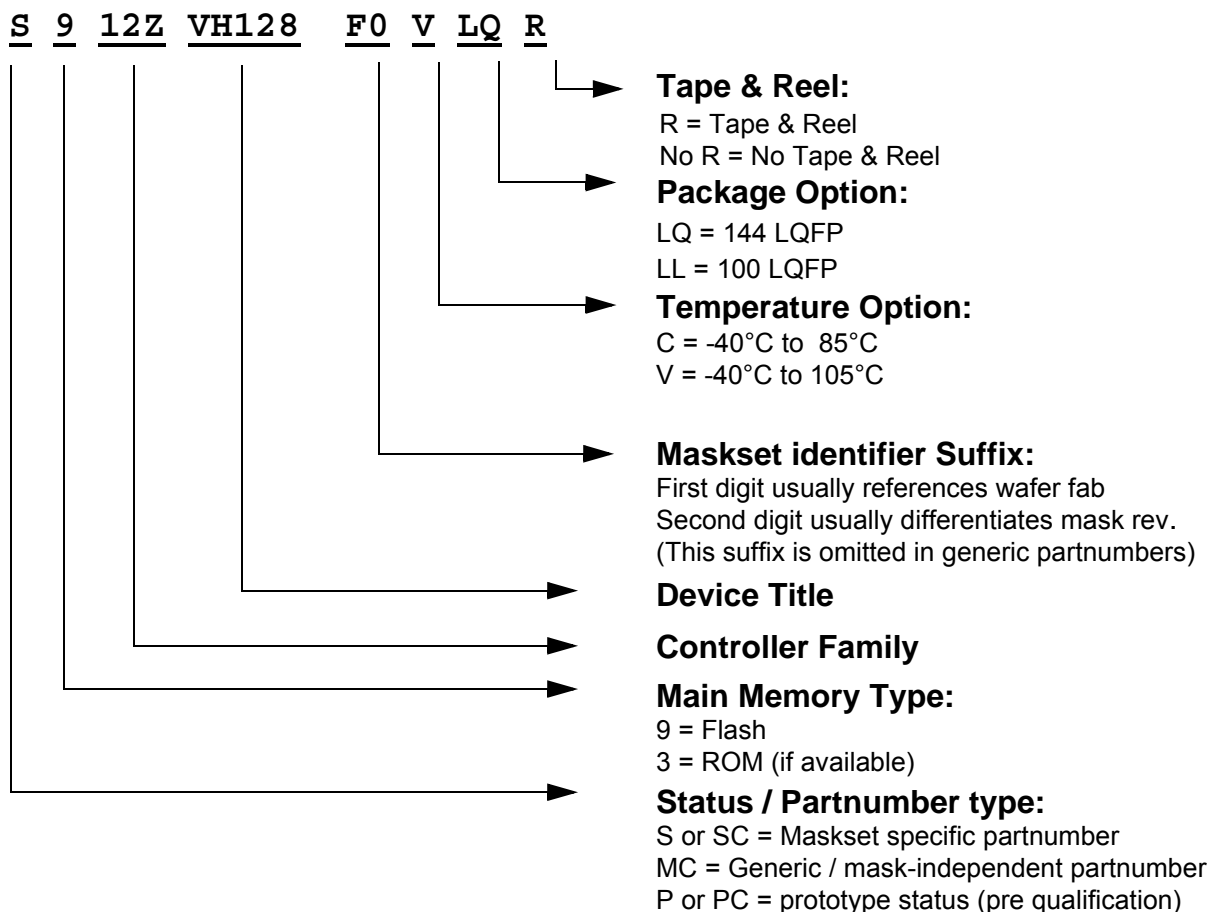 S 9 12Z VH128 F0 V LQ R
Tape & Reel:
R = Tape & Reel
No R = No Tape & Reel
Package Option:
LQ = 144 LQFP
LL = 100 LQFP
Temperature Option:
C = -40°C to 85°C
V = -40°C to 105°C
Maskset identifier Suffix:
First digit usually references wafer fab
Second digit usually differentiates mask rev.
(This suffix is omitted in generic partnumbers)
Device Title
Controller Family
Main Memory Type:
9 = Flash
3 = ROM (if available)
Status / Partnumber type:
S or SC = Maskset specific partnumber
MC = Generic / mask-independent partnumber
P or PC = prototype status (pre qualification)